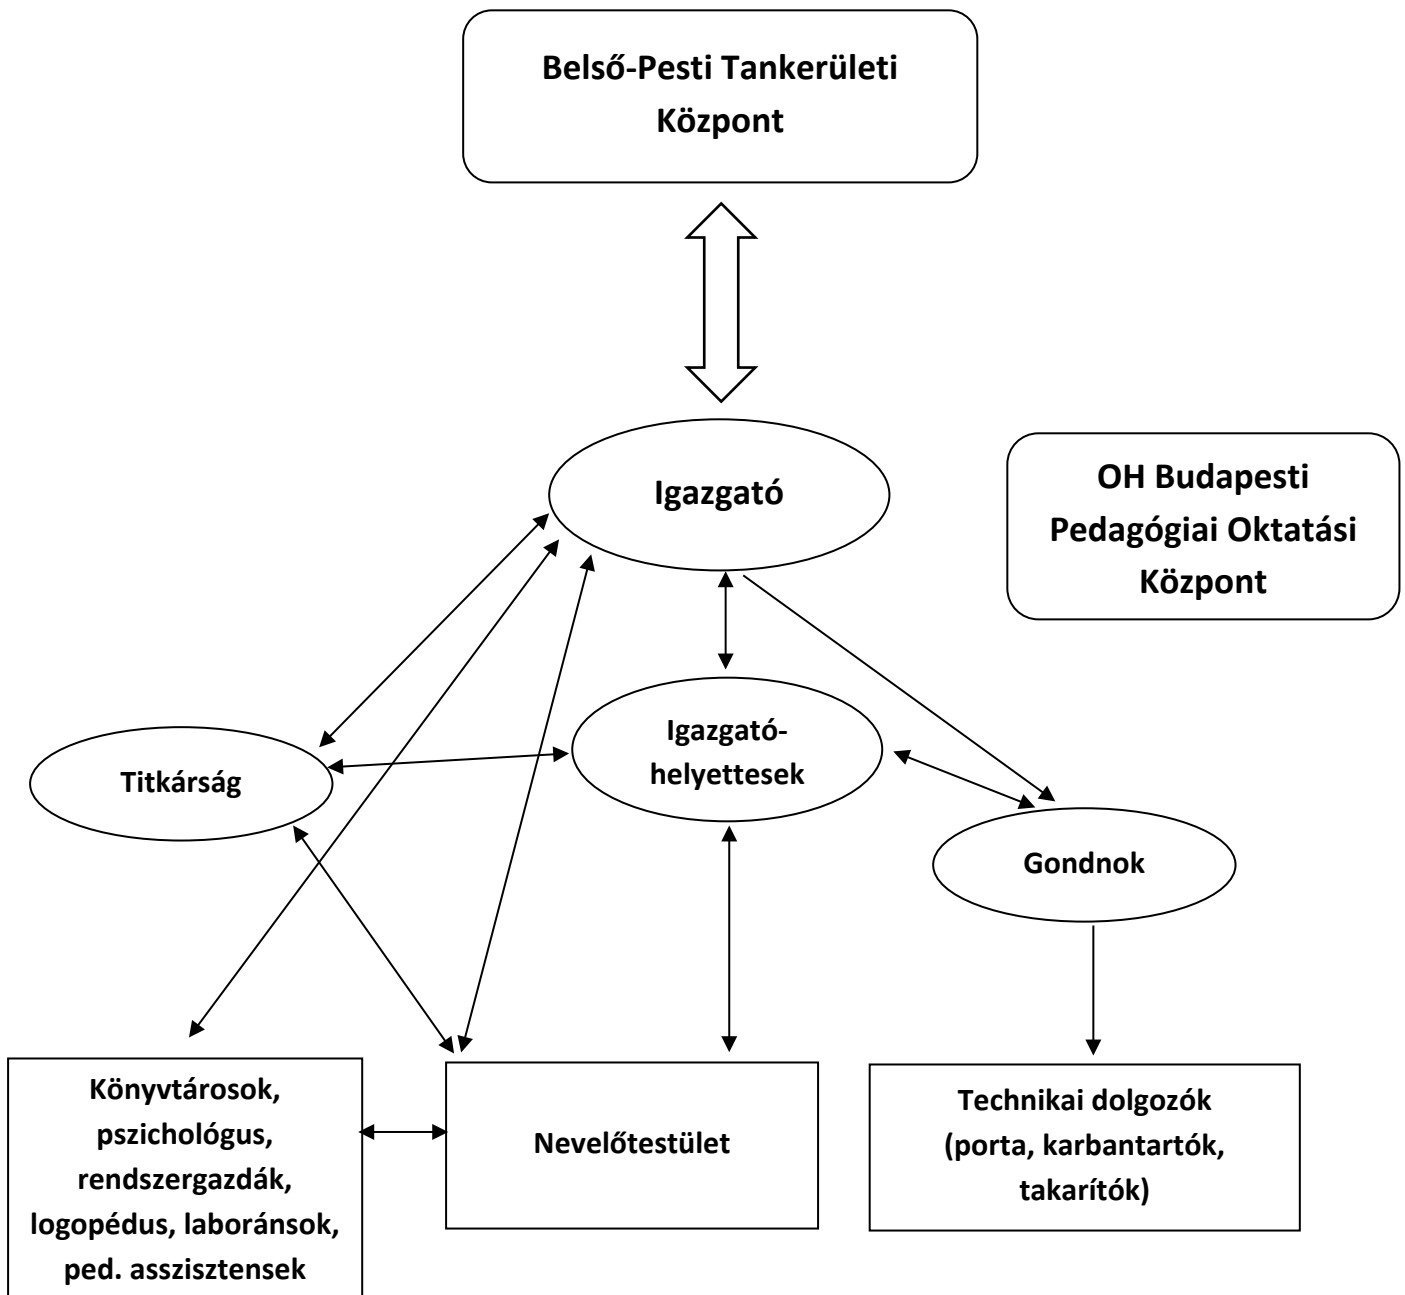 Belső-Pesti Tankerületi
Központ
Igazgató
OH Budapesti
Pedagógiai Oktatási
Központ
Igazgató-
helyettesek
Titkárság
Gondnok
Könyvtárosok,
pszichológus,
rendszergazdák,
logopédus, laboránsok,
ped. asszisztensek
Nevelőtestület
Technikai dolgozók
(porta, karbantartók,
takarítók)